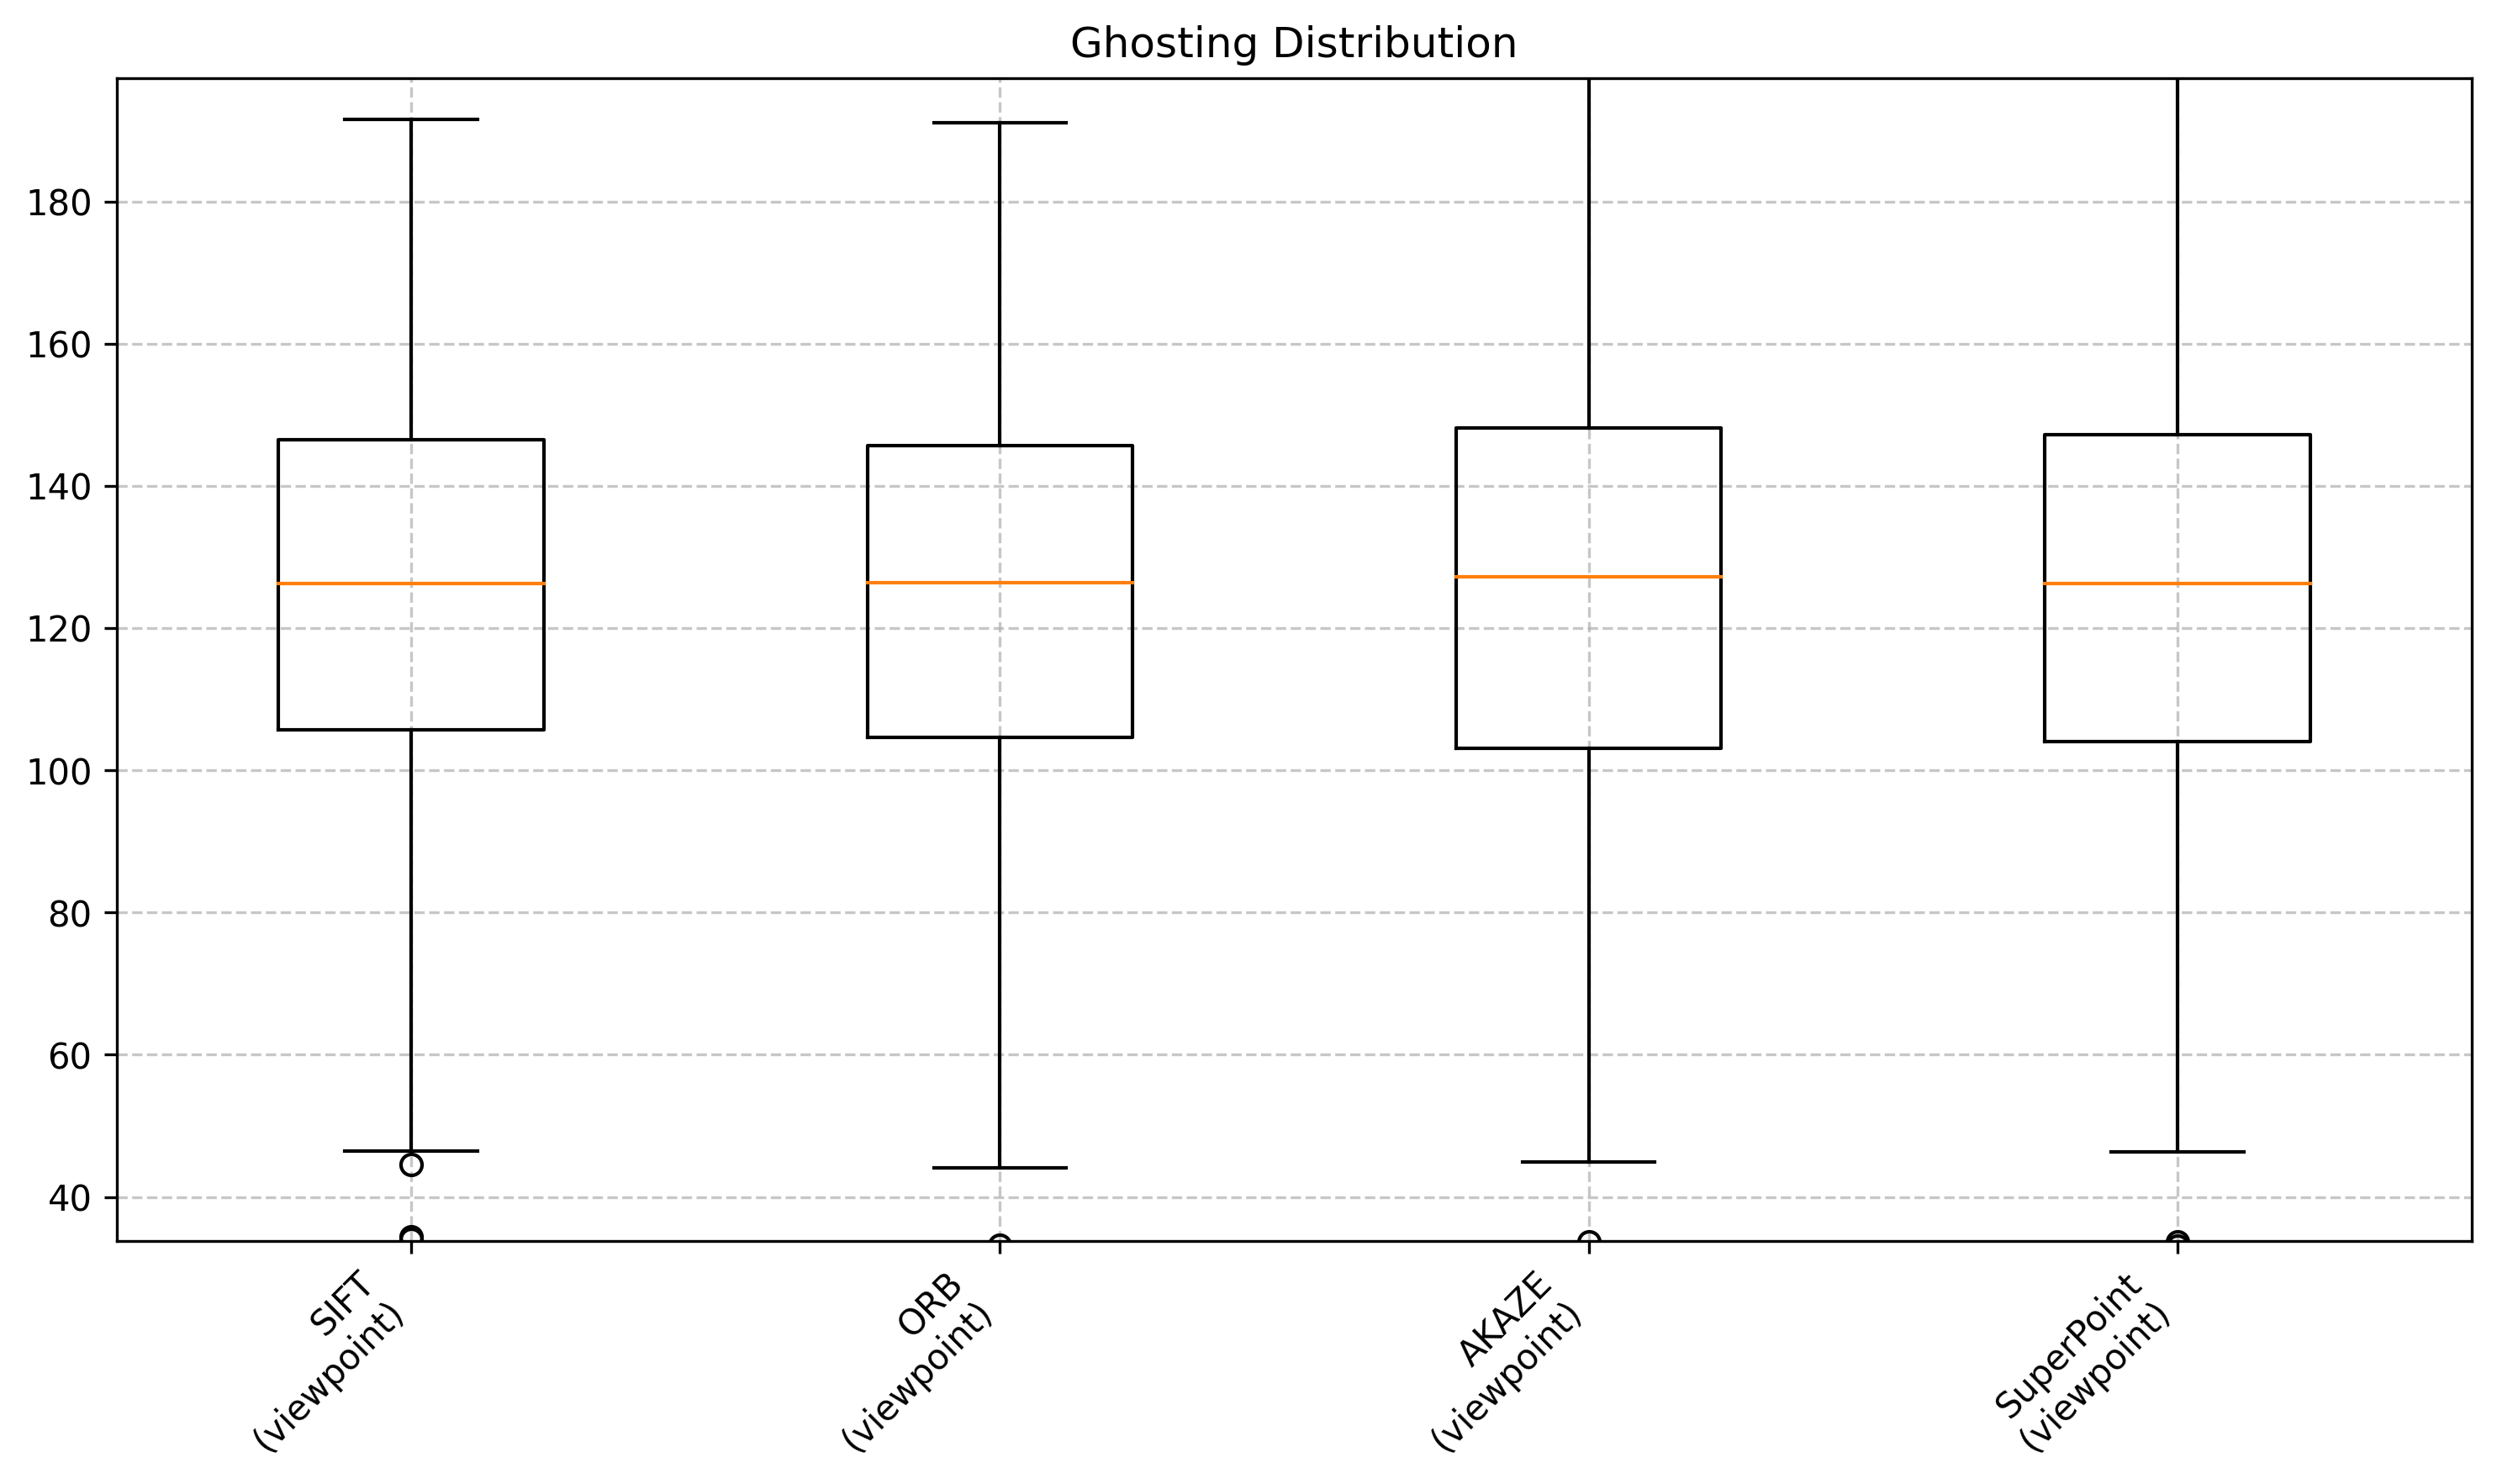 Ghosting Distribution
180
160
140
120
100
80
60
40
SIFT
(viewpoint)
ORB
(viewpoint)
AKAZE
(viewpoint)
SuperPoint
(viewpoint)